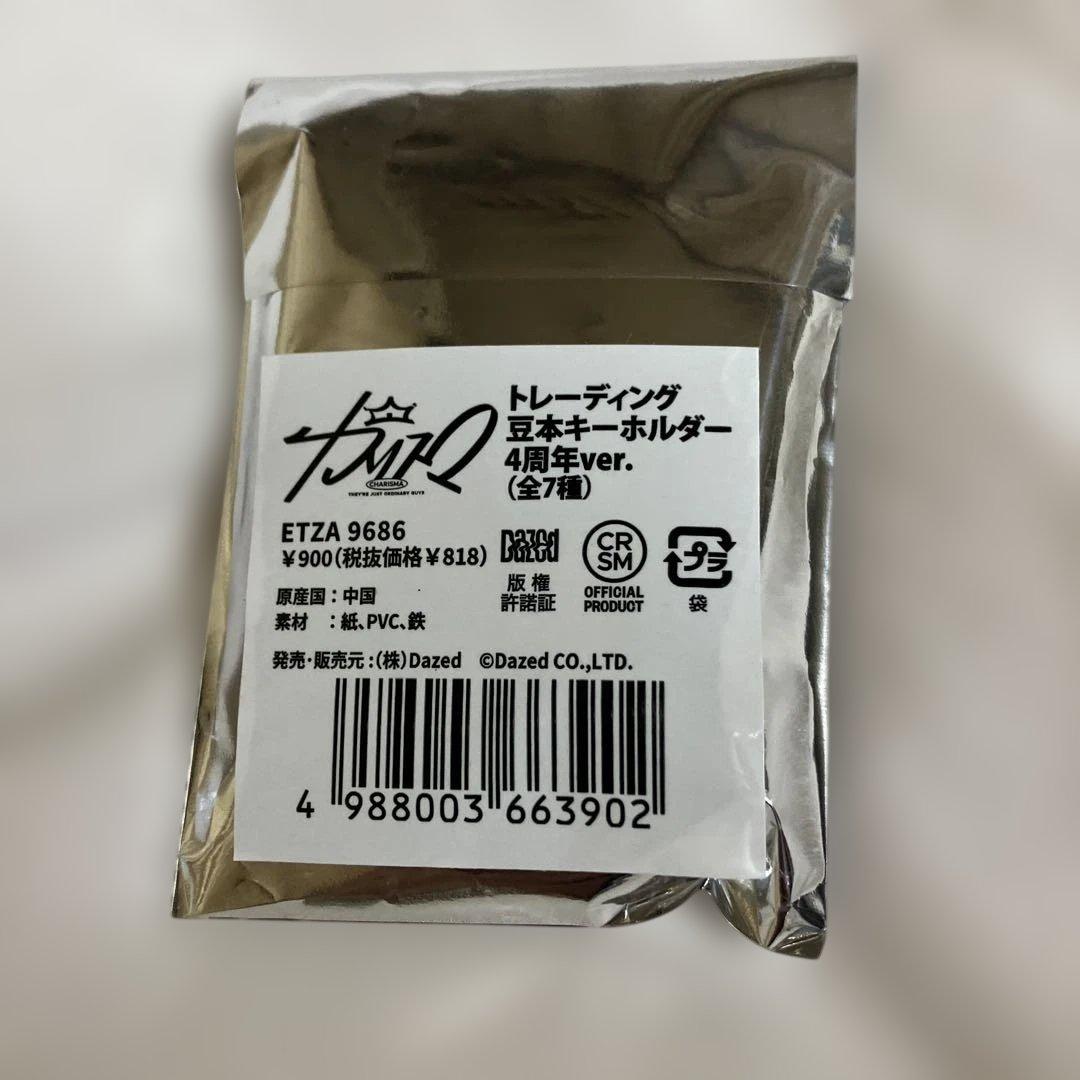 カリスマ
CHARISMA
THEY'RE JUST ORDINARY GUYS
トレーディング
豆本キーホルダー
4周年ver.
(全7種)
ETZA 9686
￥900(税抜価格￥818)
原産国：中国
素材　：紙、PVC、鉄
Dazed
版権
許諾証
CR
SM
OFFICIAL
PRODUCT
プラ
袋
発売・販売元：(株)Dazed　©Dazed CO.,LTD.
4 988003 663902